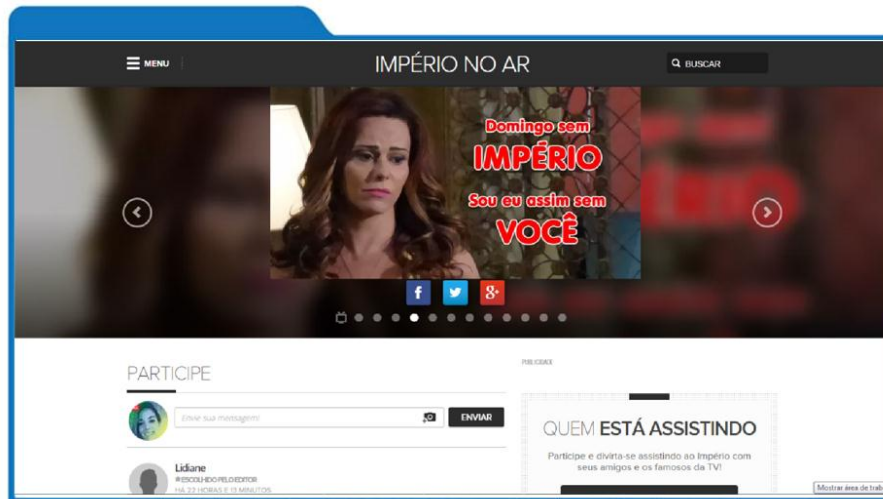 MENU
IMPÉRIO NO AR
BUSCAR
Domingo sem
IMPÉRIO
Sou eu assim sem
VOCÊ
f
8+
PARTICIPE
Envie sua mensagem!
ENVIAR
Lidiane
#ESCOLHIDO PELO EDITOR
HÁ 22 HORAS E 13 MINUTOS
PUBLICIDADE
QUEM ESTÁ ASSISTINDO
Participe e divirta-se assistindo ao Império com
seus amigos e os famosos da TV!
Mostrar área de trab